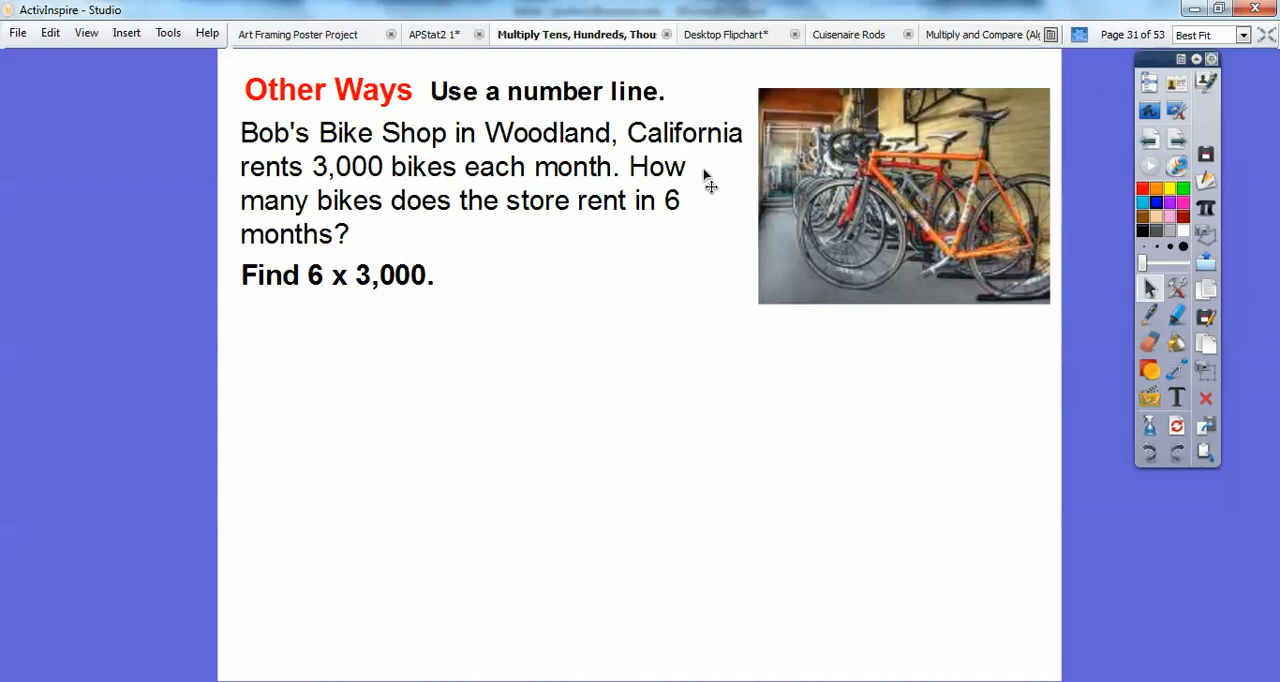 ActivInspire - Studio
File Edit View Insert Tools Help
Art Framing Poster Project APStat2 1* Multiply Tens, Hundreds, Thou Desktop Flipchart* Cuisenaire Rods Multiply and Compare (Al
Page 31 of 53 Best Fit
Other Ways Use a number line.
Bob's Bike Shop in Woodland, California
rents 3,000 bikes each month. How
many bikes does the store rent in 6
months?
Find 6 x 3,000.